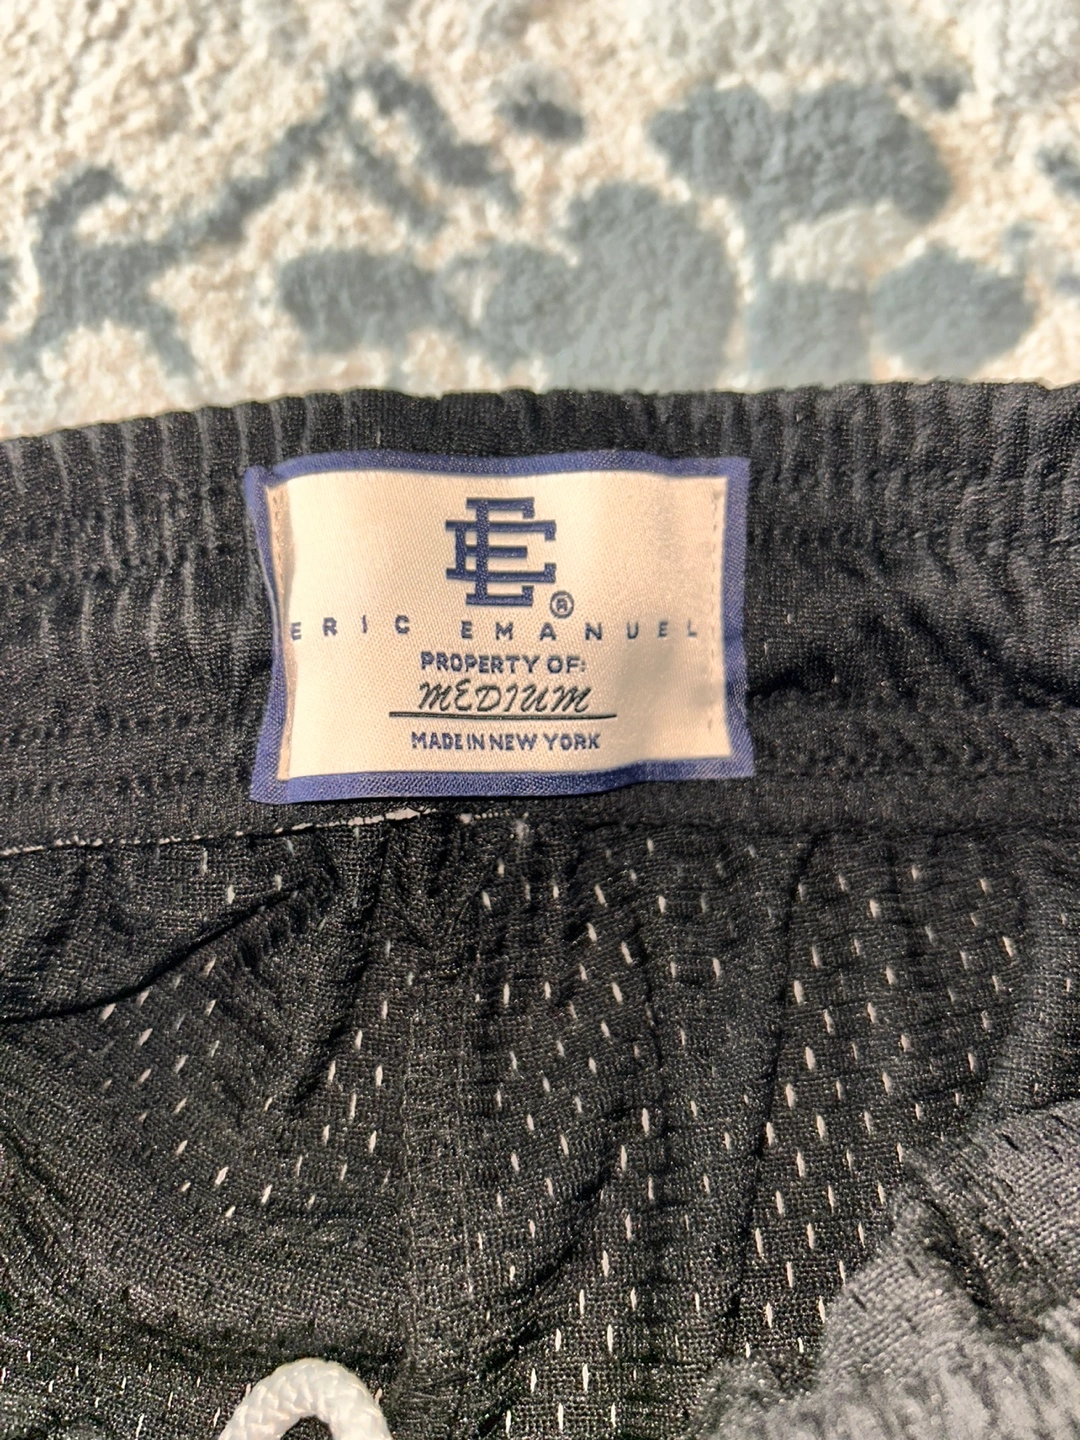 EE®
ERIC EMANUEL
PROPERTY OF:
MEDIUM
MADE IN NEW YORK